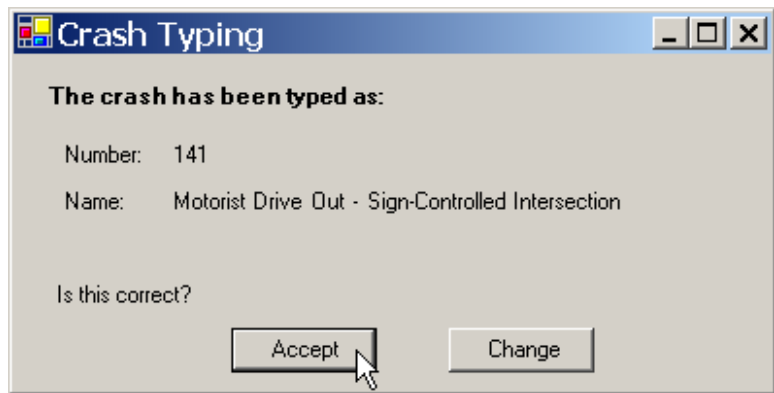 Crash Typing
The crash has been typed as:
Number: 141
Name: Motorist Drive Out - Sign-Controlled Intersection
Is this correct?
Accept Change